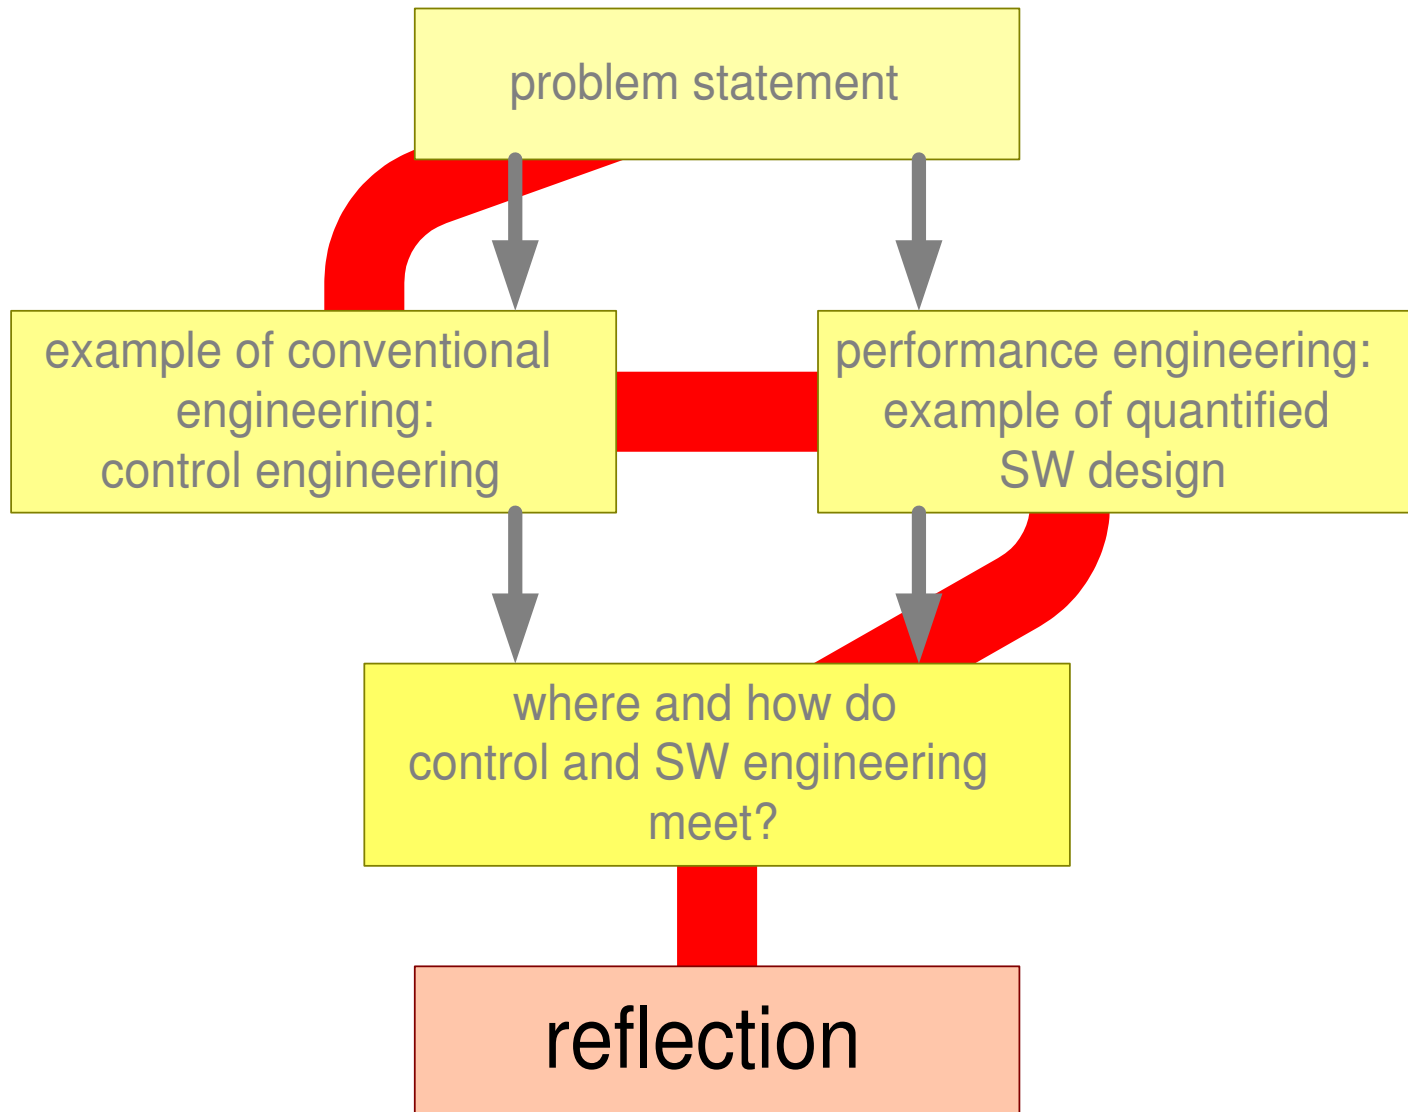 problem statement
example of conventional
engineering:
control engineering
performance engineering:
example of quantified
SW design
where and how do
control and SW engineering
meet?
reflection